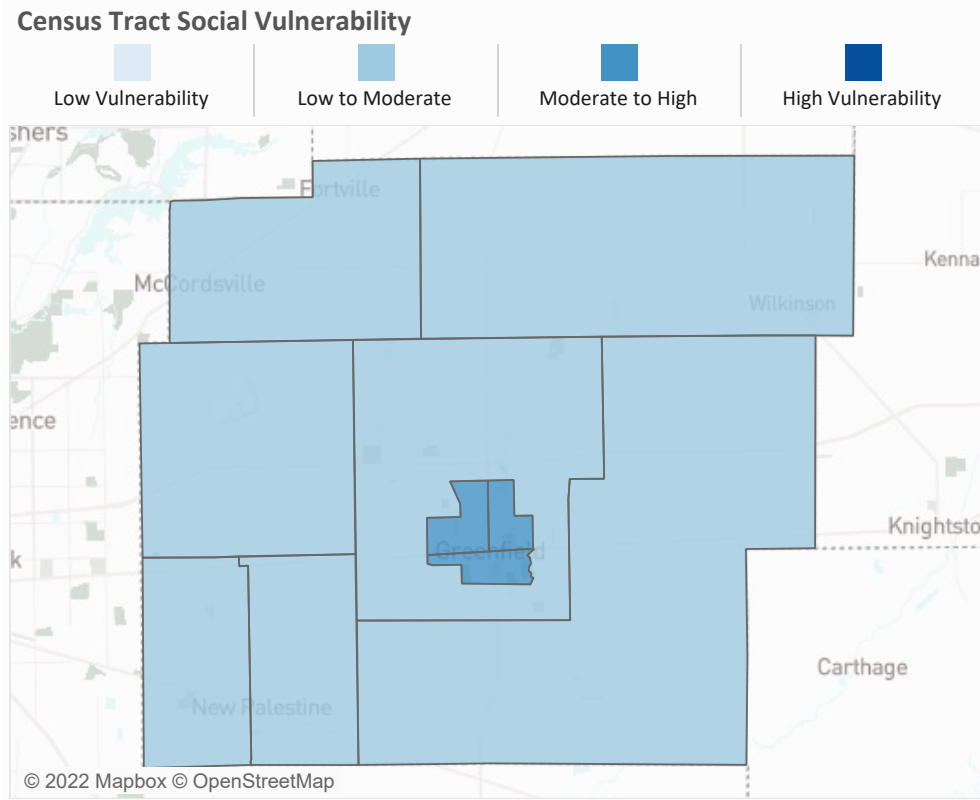 Census Tract Social Vulnerability
Low Vulnerability
Low to Moderate
Moderate to High
High Vulnerability
shers
Fortville
Kenna
McCordsville
Wilkinson
ence
Knightsto
Greenfield
k
Carthage
New Palestine
© 2022 Mapbox © OpenStreetMap